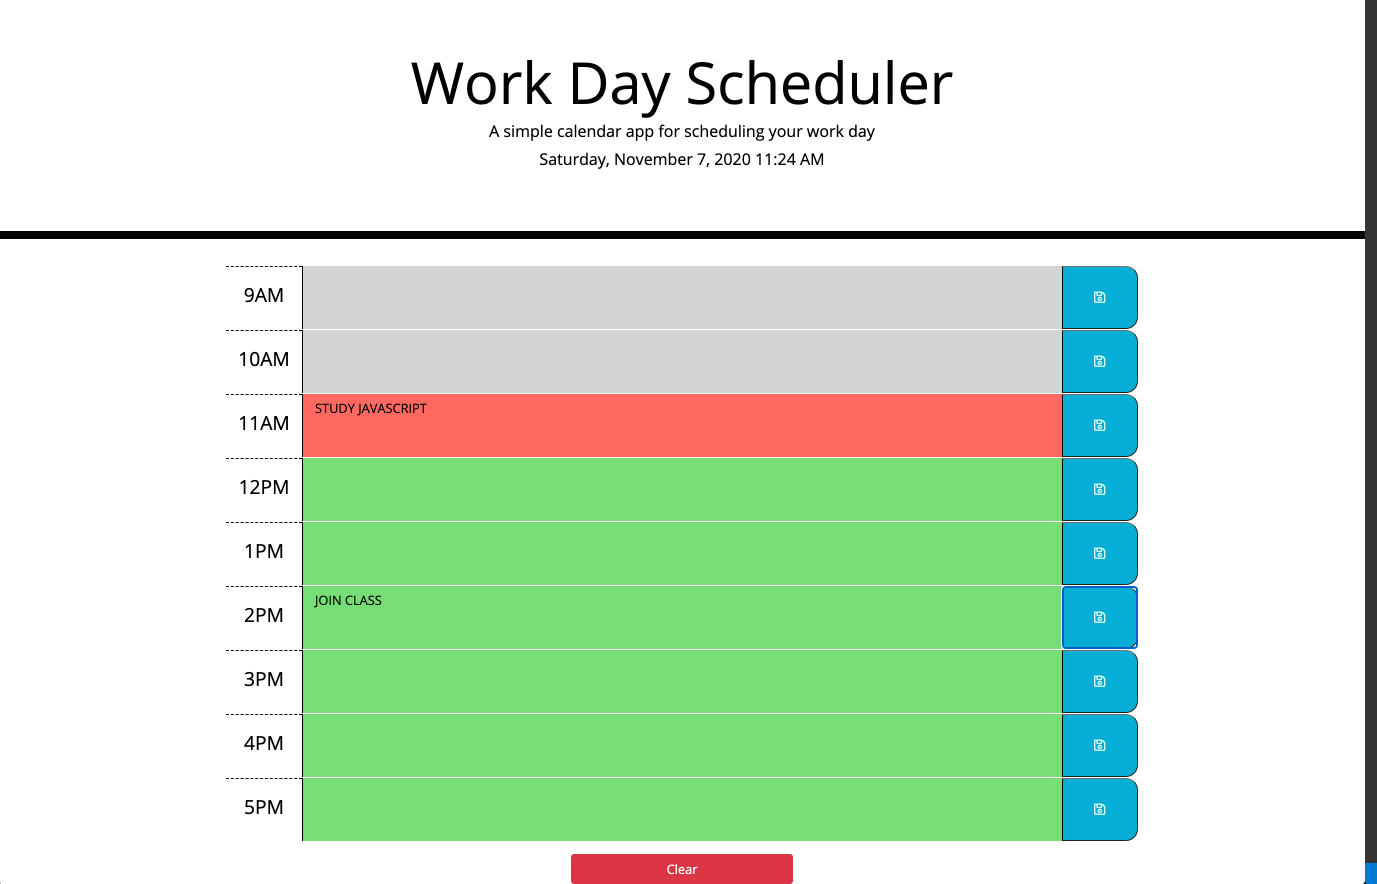 Work Day Scheduler
A simple calendar app for scheduling your work day
Saturday, November 7, 2020 11:24 AM
9AM
10AM
11AM STUDY JAVASCRIPT
12PM
1PM
2PM JOIN CLASS
3PM
4PM
5PM
Clear